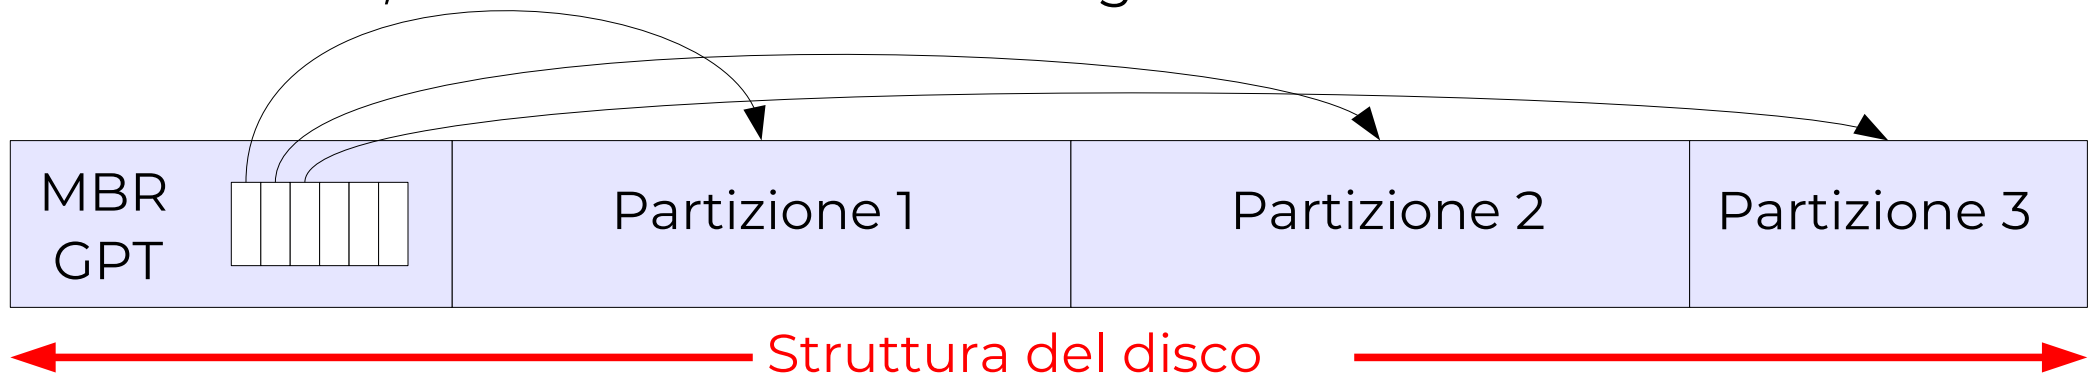 MBR
GPT
Partizione 1
Partizione 2
Partizione 3
Struttura del disco